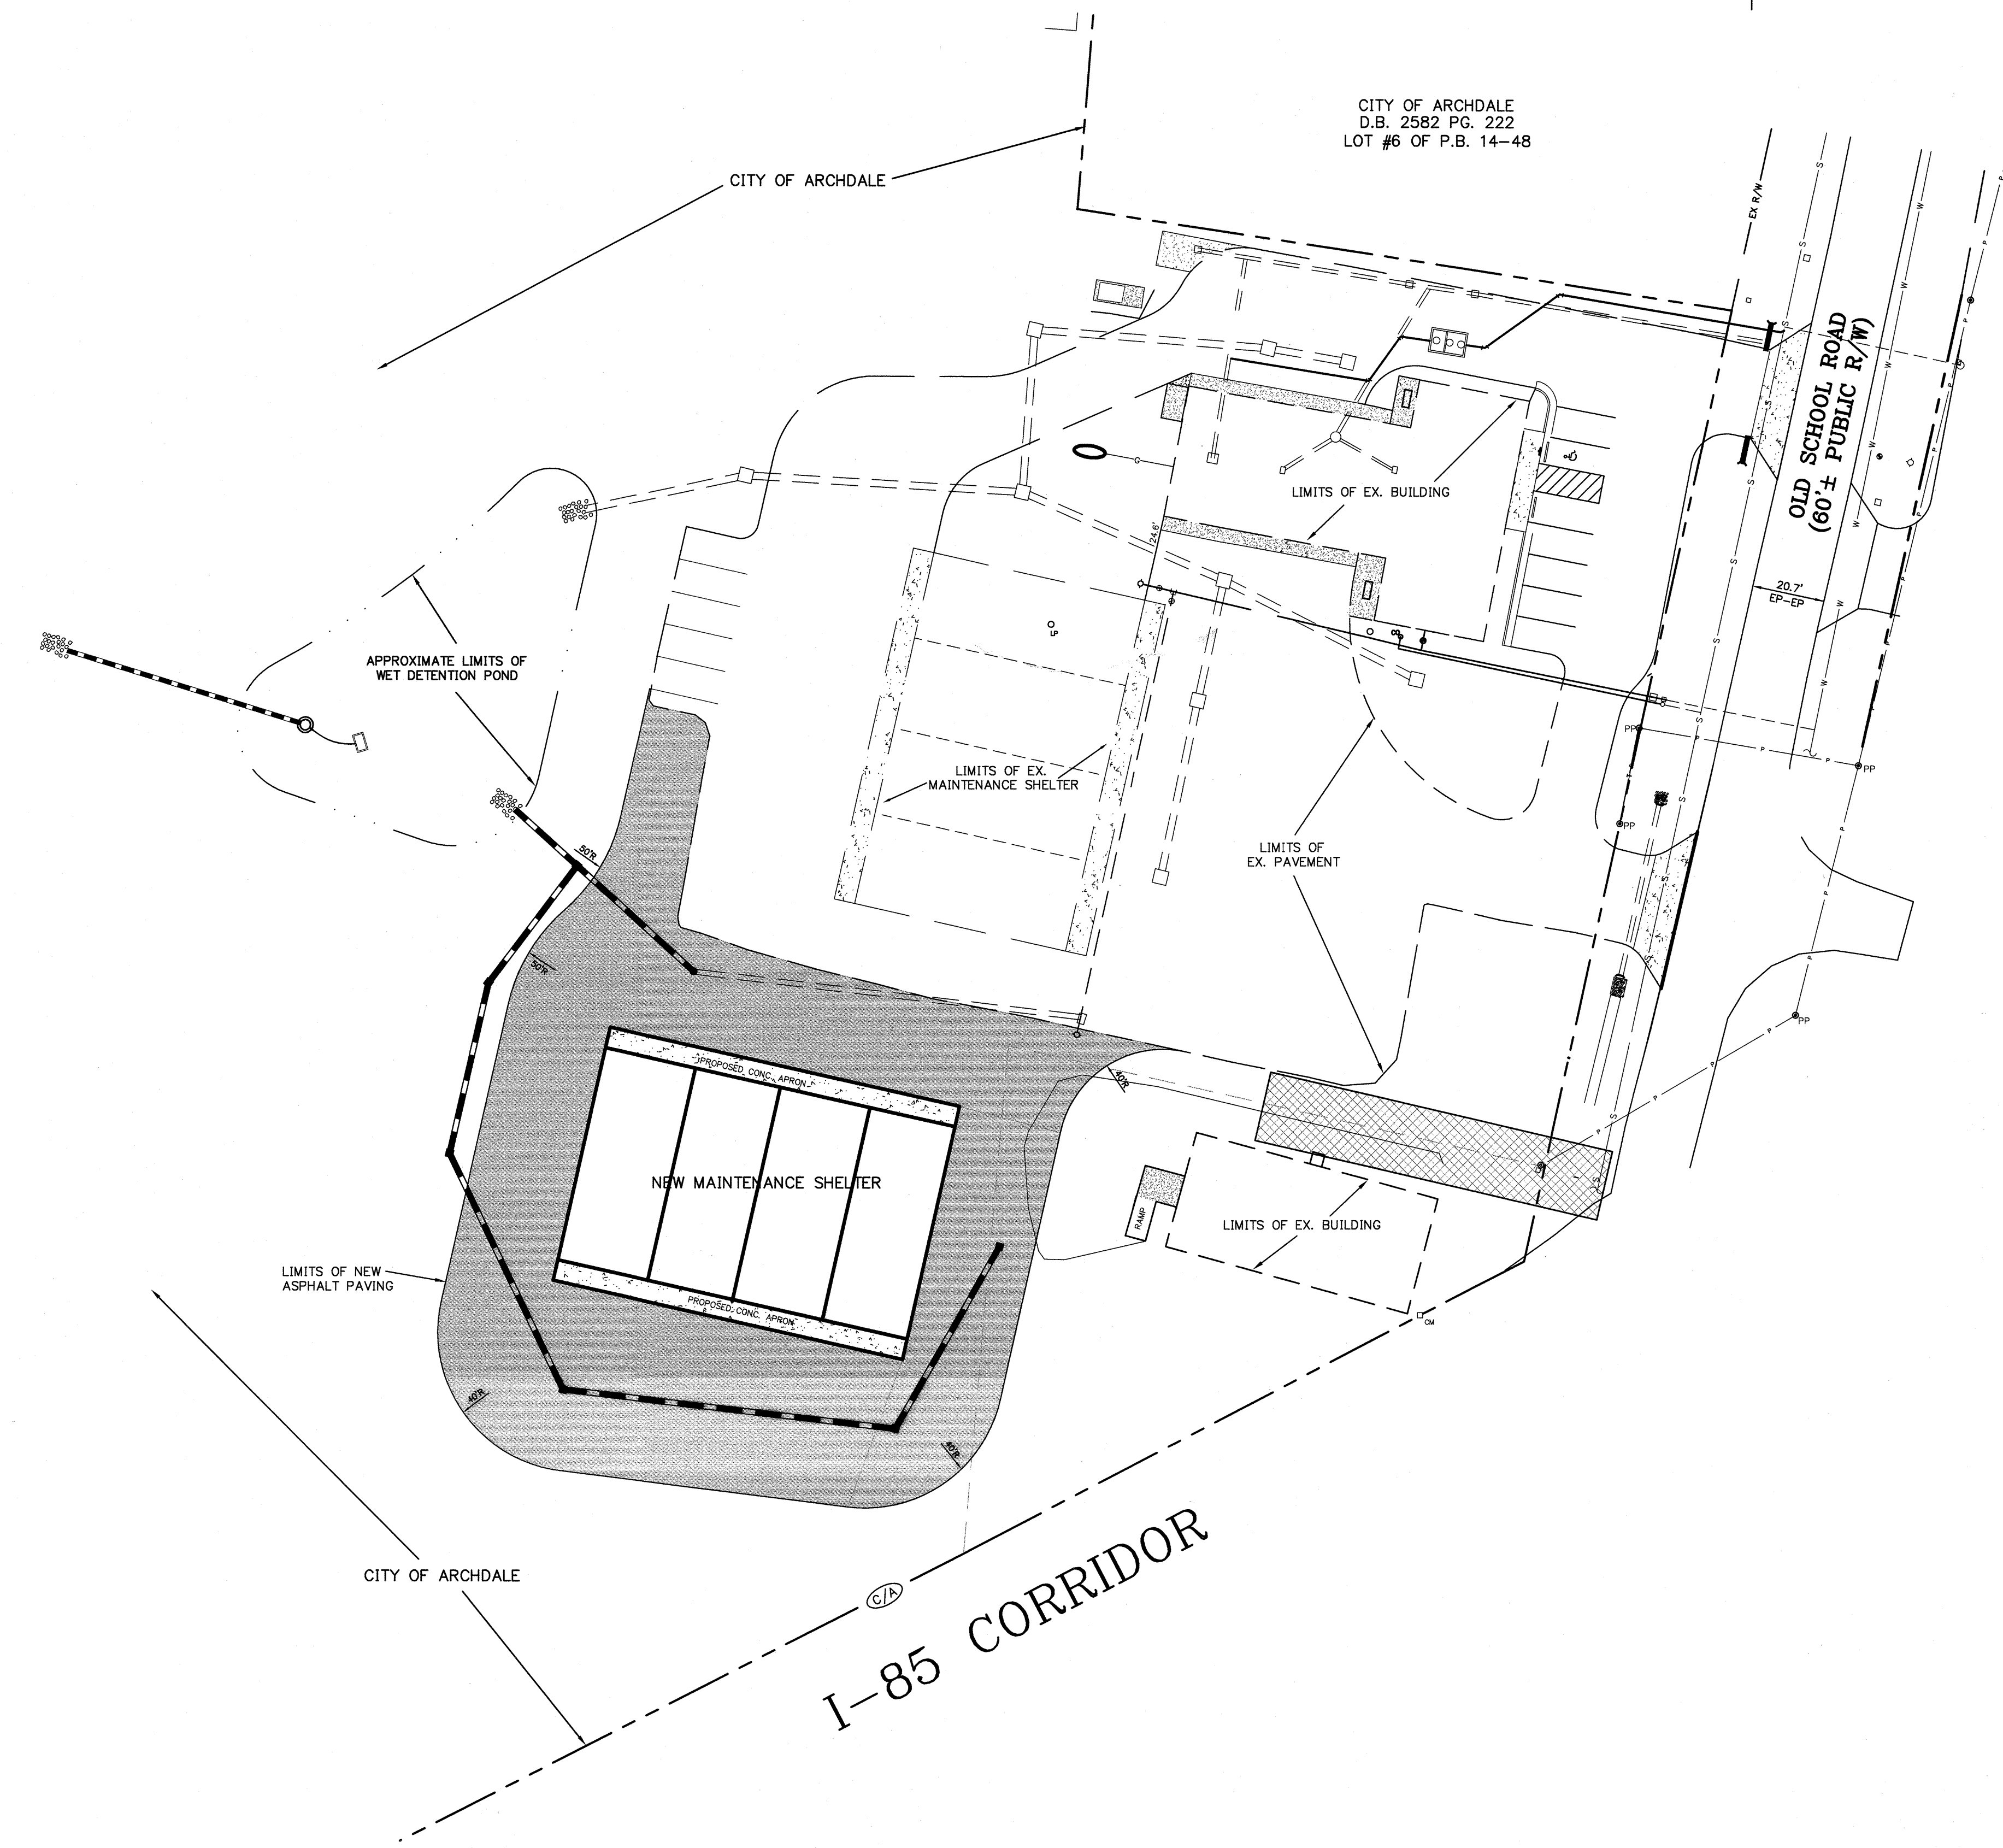 CITY OF ARCHDALE
D.B. 2582 PG. 222
LOT #6 OF P.B. 14-48
CITY OF ARCHDALE
EX R/W
OLD SCHOOL ROAD
(60'± PUBLIC R/W)
G
LIMITS OF EX. BUILDING
24.6'
20.7'
EP-EP
LP
APPROXIMATE LIMITS OF
WET DETENTION POND
PP
PP
LIMITS OF EX.
MAINTENANCE SHELTER
PP
LIMITS OF
EX. PAVEMENT
50'R
50'R
PP
PROPOSED CONC. APRON
40'R
NEW MAINTENANCE SHELTER
RAMP
LIMITS OF EX. BUILDING
LIMITS OF NEW
ASPHALT PAVING
PROPOSED CONC. APRON
CM
40'R
40'R
CITY OF ARCHDALE
C/A
I-85 CORRIDOR